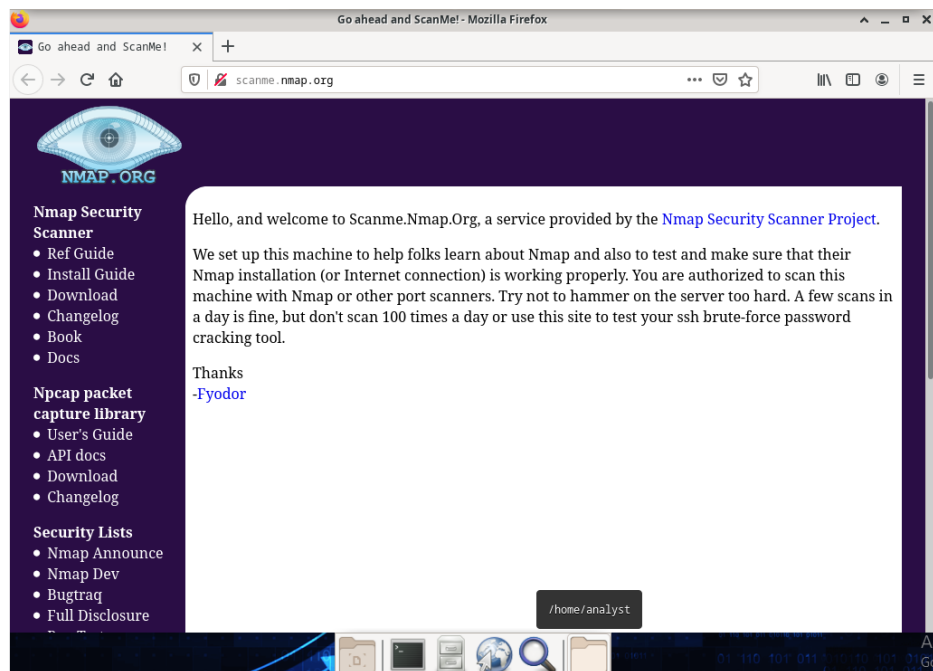 Go ahead and ScanMe! - Mozilla Firefox
Go ahead and ScanMe!
scanme.nmap.org
NMAP.ORG
Nmap Security
Scanner
Ref Guide
Install Guide
Download
Changelog
Book
Docs
Npcap packet
capture library
User's Guide
API docs
Download
Changelog
Security Lists
Nmap Announce
Nmap Dev
Bugtraq
Full Disclosure
Hello, and welcome to Scanme.Nmap.Org, a service provided by the Nmap Security Scanner Project.
We set up this machine to help folks learn about Nmap and also to test and make sure that their
Nmap installation (or Internet connection) is working properly. You are authorized to scan this
machine with Nmap or other port scanners. Try not to hammer on the server too hard. A few scans in
a day is fine, but don't scan 100 times a day or use this site to test your ssh brute-force password
cracking tool.
Thanks
-Fyodor
/home/analyst